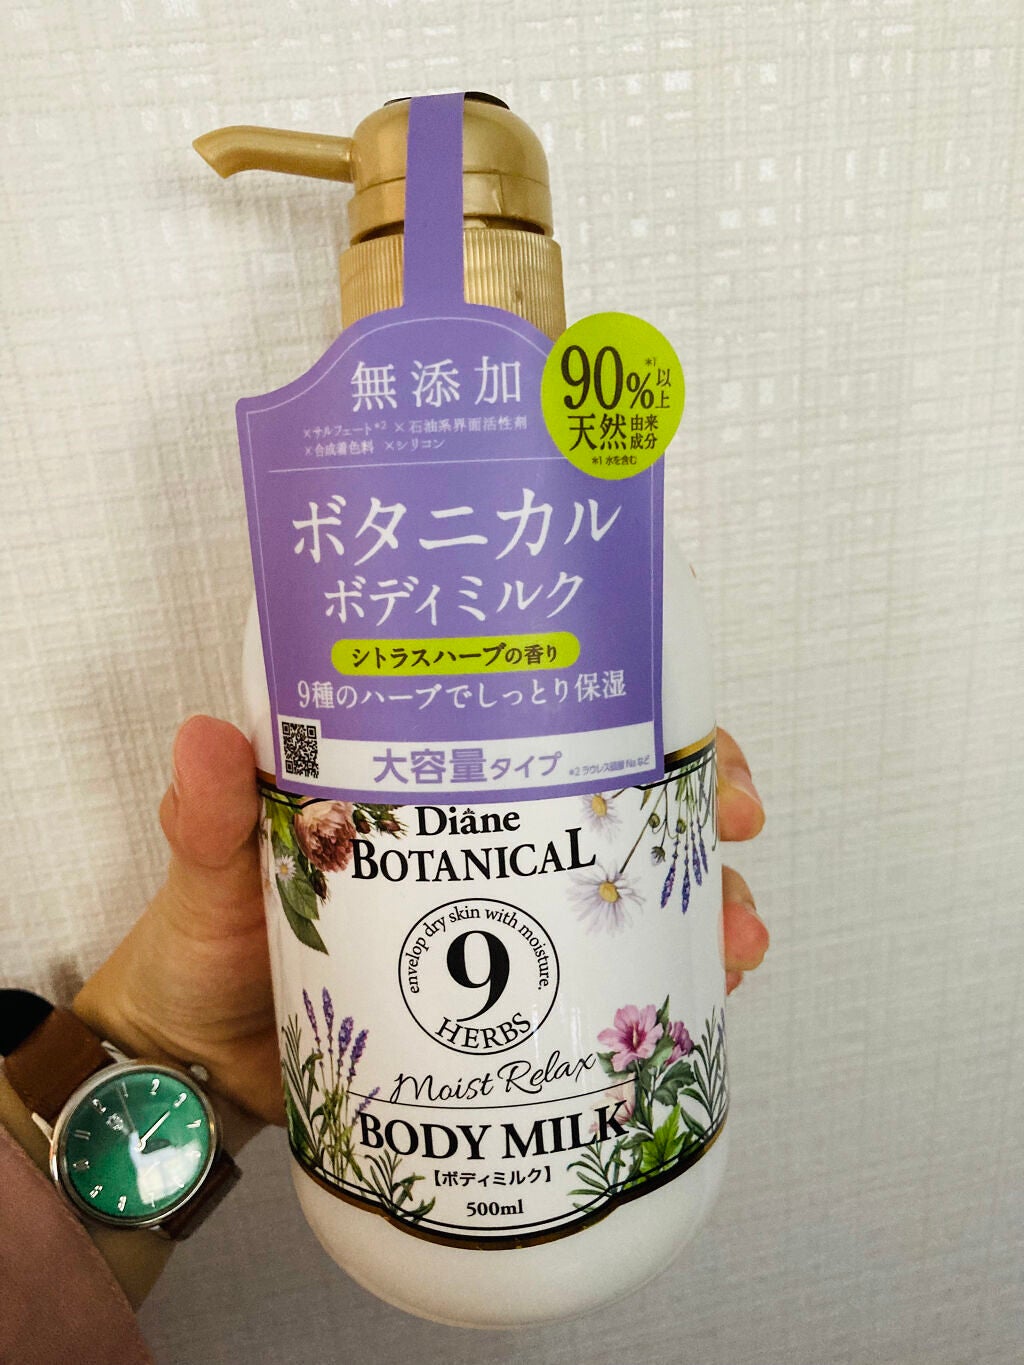 無添加
×サルフェート*2 ×石油系界面活性剤
×合成着色料 ×シリコン
90%*1以上
天然由来成分
*1 水を含む
ボタニカル
ボディミルク
シトラスハーブの香り
9種のハーブでしっとり保湿
大容量タイプ
*2 ラウレス硫酸Naなど
Diane
BOTANICAL
envelop dry skin with moisture.
9
HERBS
Moist Relax
BODY MILK
【ボディミルク】
500ml